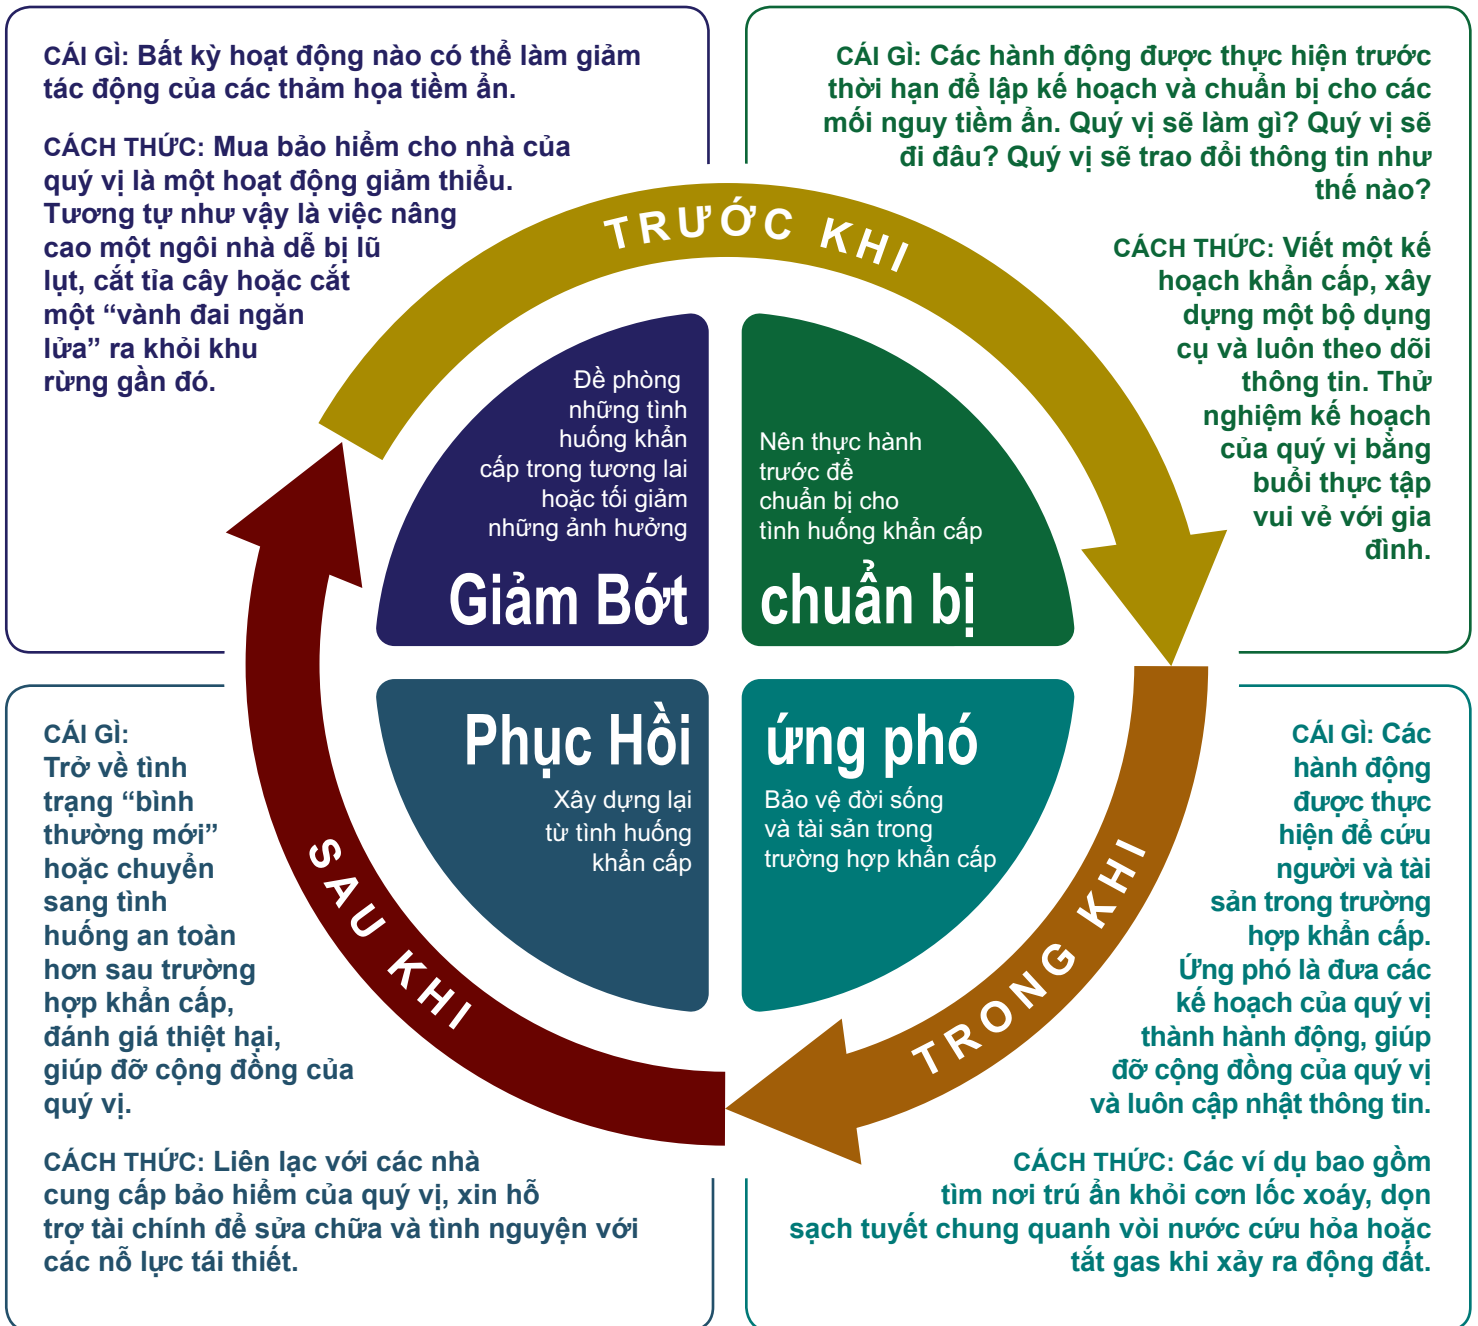 CÁI GÌ: Bất kỳ hoạt động nào có thể làm giảm
tác động của các thảm họa tiềm ẩn.
CÁCH THỨC: Mua bảo hiểm cho nhà của
quý vị là một hoạt động giảm thiểu.
Tương tự như vậy là việc nâng
cao một ngôi nhà dễ bị lũ
lụt, cắt tỉa cây hoặc cắt
một “vành đai ngăn
lửa” ra khỏi khu
rừng gần đó.
CÁI GÌ: Các hành động được thực hiện trước
thời hạn để lập kế hoạch và chuẩn bị cho các
mối nguy tiềm ẩn. Quý vị sẽ làm gì? Quý vị sẽ
đi đâu? Quý vị sẽ trao đổi thông tin như
thế nào?
CÁCH THỨC: Viết một kế
hoạch khẩn cấp, xây
dựng một bộ dụng
cụ và luôn theo dõi
thông tin. Thử
nghiệm kế hoạch
của quý vị bằng
buổi thực tập
vui vẻ với gia
đình.
TRƯỚC KHI
Đề phòng
những tình
huống khẩn
cấp trong tương lai
hoặc tối giảm
những ảnh hưởng
Giảm Bớt
Nên thực hành
trước để
chuẩn bị cho
tình huống khẩn cấp
chuẩn bị
Phục Hồi
Xây dựng lại
từ tình huống
khẩn cấp
ứng phó
Bảo vệ đời sống
và tài sản trong
trường hợp khẩn cấp
SAU KHI
TRONG KHI
CÁI GÌ:
Trở về tình
trạng “bình
thường mới”
hoặc chuyển
sang tình
huống an toàn
hơn sau trường
hợp khẩn cấp,
đánh giá thiệt hại,
giúp đỡ cộng đồng của
quý vị.
CÁCH THỨC: Liên lạc với các nhà
cung cấp bảo hiểm của quý vị, xin hỗ
trợ tài chính để sửa chữa và tình nguyện với
các nỗ lực tái thiết.
CÁI GÌ: Các
hành động
được thực
hiện để cứu
người và tài
sản trong trường
hợp khẩn cấp.
Ứng phó là đưa các
kế hoạch của quý vị
thành hành động, giúp
đỡ cộng đồng của quý vị
và luôn cập nhật thông tin.
CÁCH THỨC: Các ví dụ bao gồm
tìm nơi trú ẩn khỏi cơn lốc xoáy, dọn
sạch tuyết chung quanh vòi nước cứu hỏa hoặc
tắt gas khi xảy ra động đất.